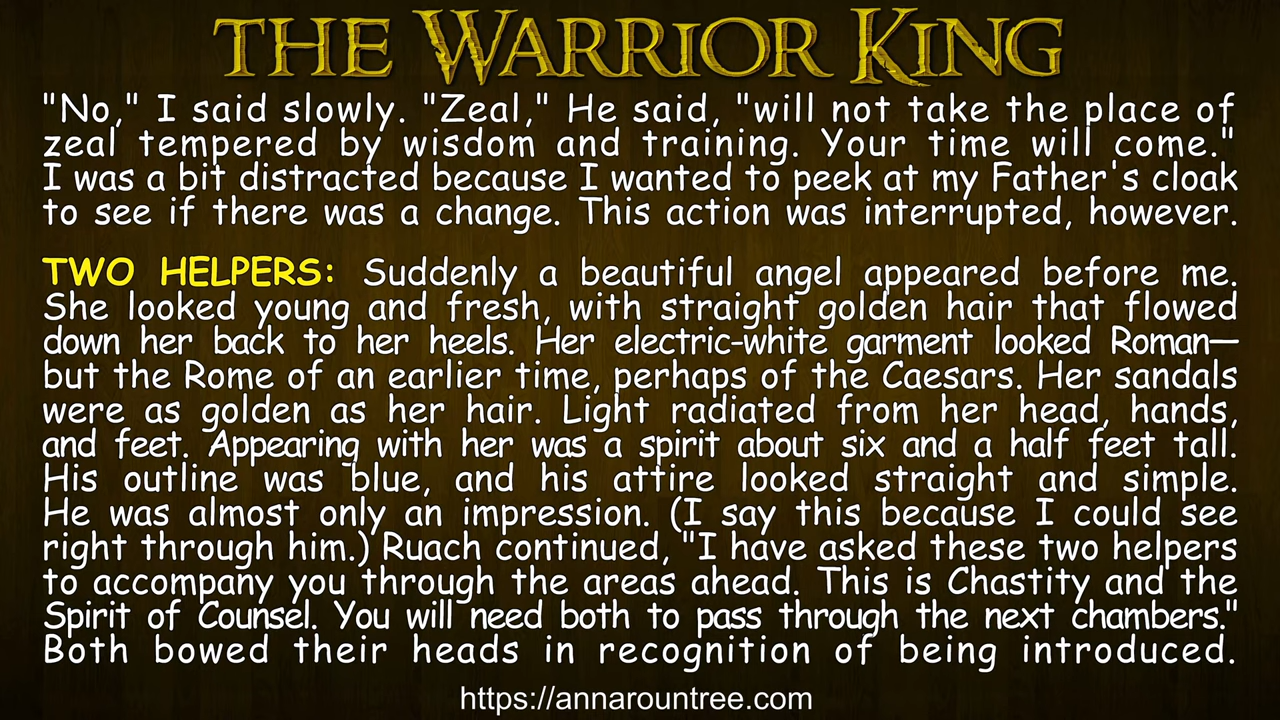 THE WARRIOR KING
"No," I said slowly. "Zeal," He said, "will not take the place of
zeal tempered by wisdom and training. Your time will come."
I was a bit distracted because I wanted to peek at my Father's cloak
to see if there was a change. This action was interrupted, however.
TWO HELPERS: Suddenly a beautiful angel appeared before me.
She looked young and fresh, with straight golden hair that flowed
down her back to her heels. Her electric-white garment looked Roman—
but the Rome of an earlier time, perhaps of the Caesars. Her sandals
were as golden as her hair. Light radiated from her head, hands,
and feet. Appearing with her was a spirit about six and a half feet tall.
His outline was blue, and his attire looked straight and simple.
He was almost only an impression. (I say this because I could see
right through him.) Ruach continued, "I have asked these two helpers
to accompany you through the areas ahead. This is Chastity and the
Spirit of Counsel. You will need both to pass through the next chambers."
Both bowed their heads in recognition of being introduced.
https://annarountree.com